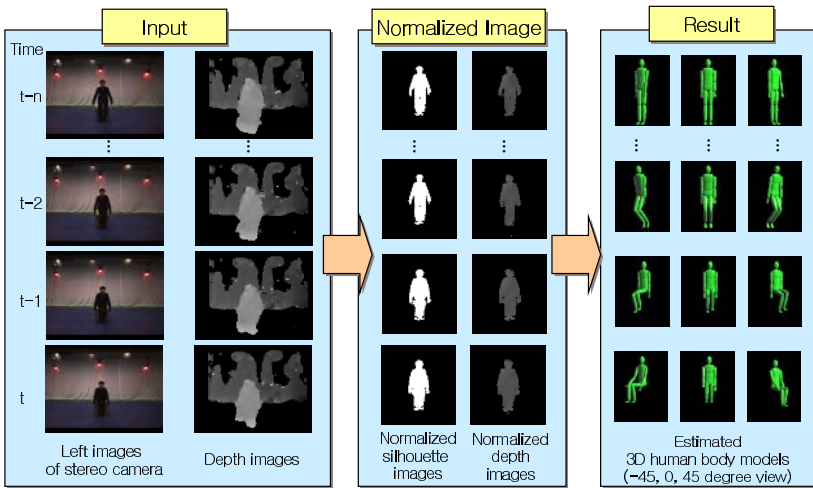 Input
Normalized Image
Result
Time
t-n
t-2
t-1
t
Left images
of stereo camera
Depth images
Normalized
silhouette
images
Normalized
depth
images
Estimated
3D human body models
(-45, 0, 45 degree view)